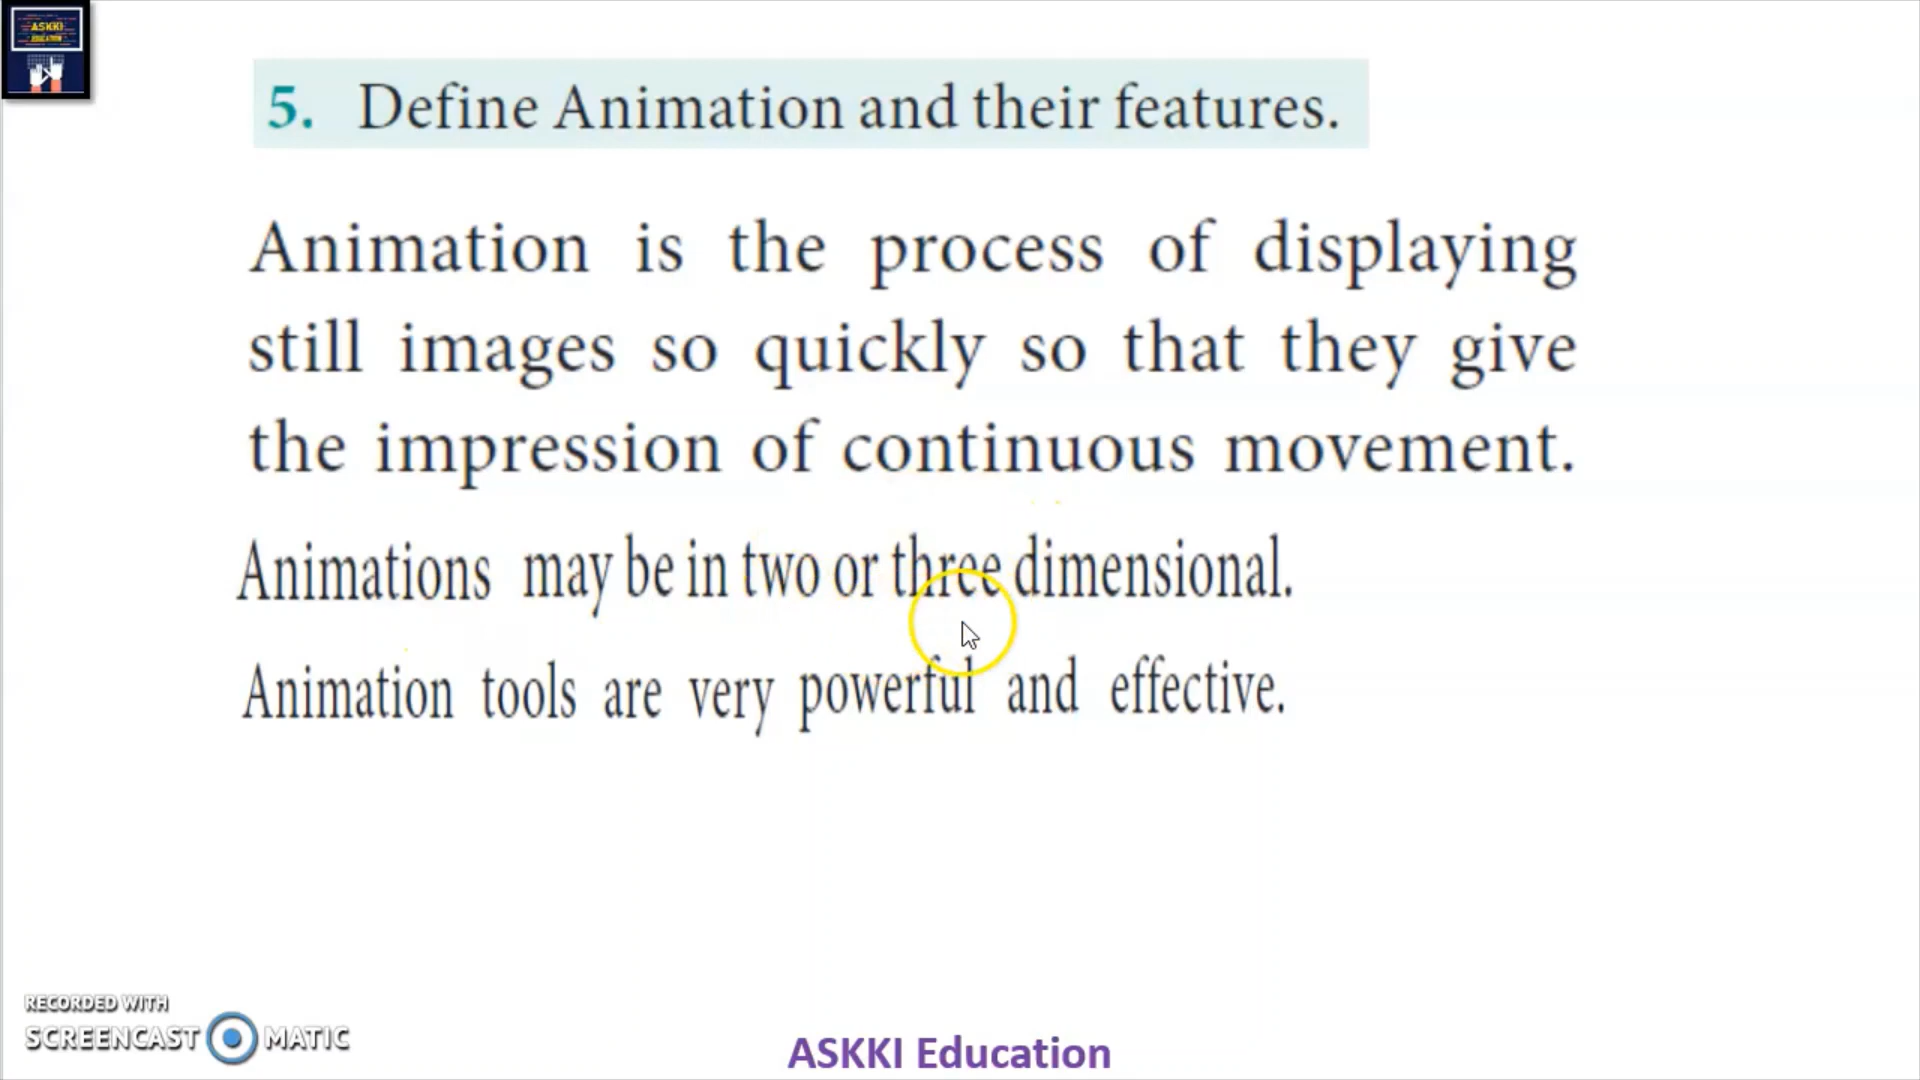 ASKKI
EDUCATION
5. Define Animation and their features.
Animation is the process of displaying
still images so quickly so that they give
the impression of continuous movement.
Animations may be in two or three dimensional.
Animation tools are very powerful and effective.
RECORDED WITH
SCREENCAST MATIC
ASKKI Education